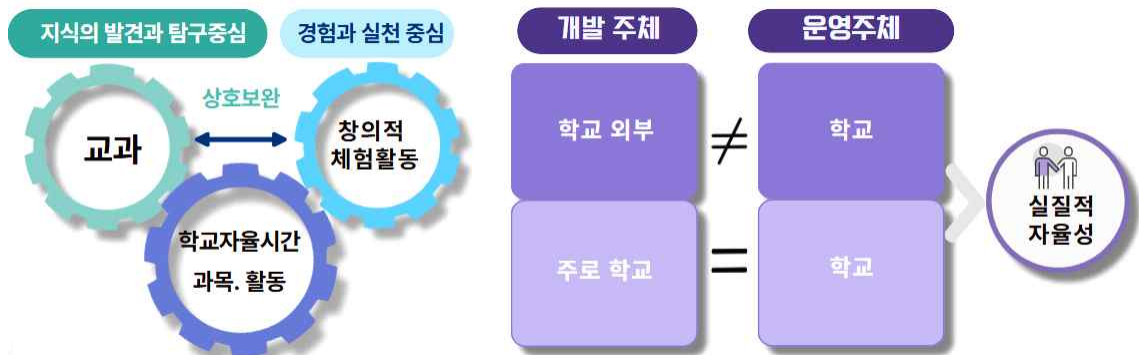 지식의 발견과 탐구중심
경험과 실천 중심
상호보완
교과
창의적
체험활동
학교자율시간
과목. 활동
개발 주체
운영주체
학교 외부
≠
학교
주로 학교
=
학교
실질적
자율성